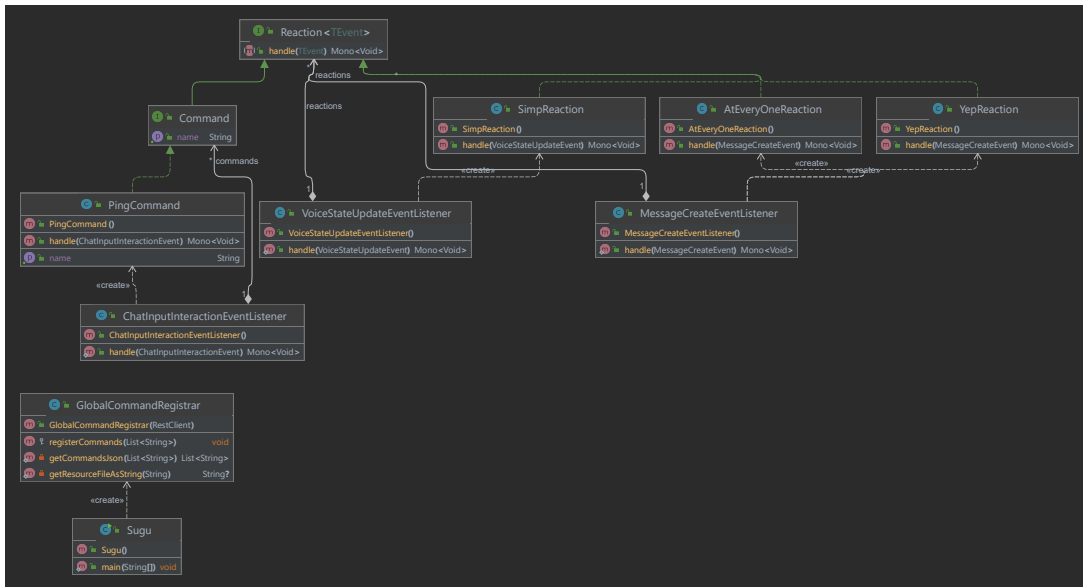 Reaction <TEvent>
handle(TEvent) Mono<Void>
*
reactions
*
reactions
Command
name String
* commands
SimpReaction
SimpReaction()
handle(VoiceStateUpdateEvent) Mono<Void>
AtEveryOneReaction
AtEveryOneReaction()
handle(MessageCreateEvent) Mono<Void>
YepReaction
YepReaction()
handle(MessageCreateEvent) Mono<Void>
«create»
«create»
«create»
PingCommand
PingCommand()
handle(ChatInputInteractionEvent) Mono<Void>
name String
1
VoiceStateUpdateEventListener
VoiceStateUpdateEventListener()
handle(VoiceStateUpdateEvent) Mono<Void>
1
MessageCreateEventListener
MessageCreateEventListener()
handle(MessageCreateEvent) Mono<Void>
«create»
1
ChatInputInteractionEventListener
ChatInputInteractionEventListener()
handle(ChatInputInteractionEvent) Mono<Void>
GlobalCommandRegistrar
GlobalCommandRegistrar(RestClient)
registerCommands(List<String>) void
getCommandsJson(List<String>) List<String>
getResourceFileAsString(String) String?
«create»
Sugu
Sugu()
main(String[]) void